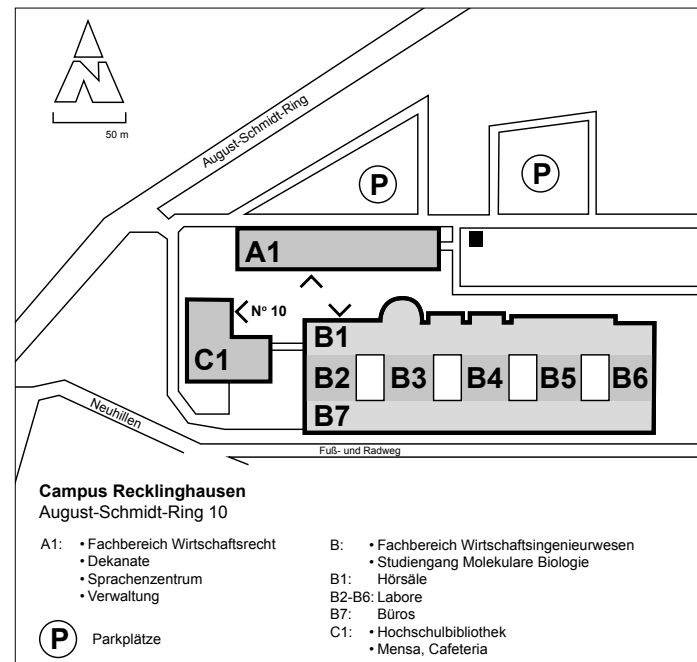 N
50 m
August-Schmidt-Ring
P
P
A1
Nº 10
C1
B1
B2 B3 B4 B5 B6
B7
Neuhillen
Fuß- und Radweg
Campus Recklinghausen
August-Schmidt-Ring 10
A1: • Fachbereich Wirtschaftsrecht
• Dekanate
• Sprachenzentrum
• Verwaltung
P Parkplätze
B: • Fachbereich Wirtschaftsingenieurwesen
• Studiengang Molekulare Biologie
B1: Hörsäle
B2-B6: Labore
B7: Büros
C1: • Hochschulbibliothek
• Mensa, Cafeteria